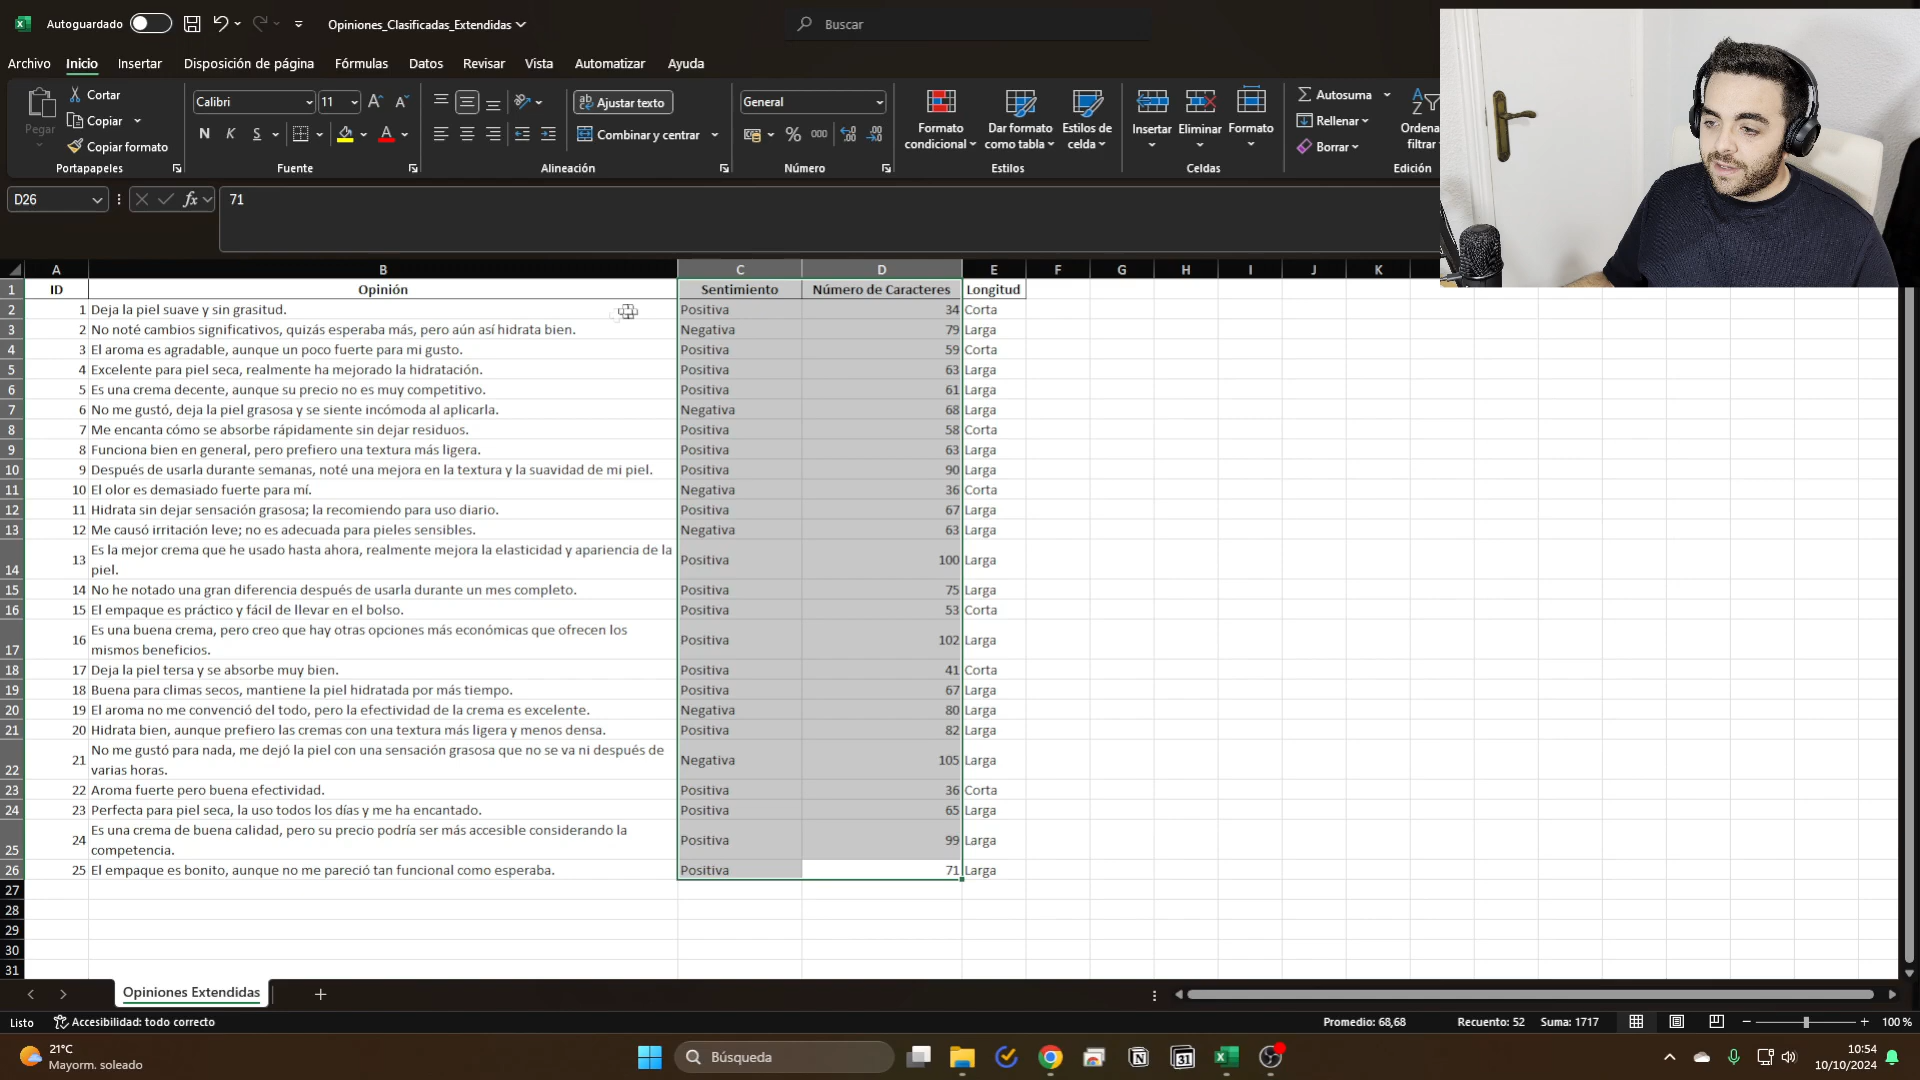 Autoguardado Opiniones_Clasificadas_Extendidas Buscar
Archivo Inicio Insertar Disposición de página Fórmulas Datos Revisar Vista Automatizar Ayuda
Pegar
Cortar
Copiar
Copiar formato
Portapapeles
Calibri 11
N K S
Fuente
Ajustar texto
Combinar y centrar
Alineación
General
% 000
Número
Formato condicional
Dar formato como tabla
Estilos de celda
Estilos
Insertar Eliminar Formato
Celdas
Autosuma
Rellenar
Borrar
Ordena
filtrar
Edición
D26 fx 71
A B C D E F G H I J K
1 ID Opinión Sentimiento Número de Caracteres Longitud
2 1 Deja la piel suave y sin grasitud. Positiva 34 Corta
3 2 No noté cambios significativos, quizás esperaba más, pero aún así hidrata bien. Negativa 79 Larga
4 3 El aroma es agradable, aunque un poco fuerte para mi gusto. Positiva 59 Corta
5 4 Excelente para piel seca, realmente ha mejorado la hidratación. Positiva 63 Larga
6 5 Es una crema decente, aunque su precio no es muy competitivo. Positiva 61 Larga
7 6 No me gustó, deja la piel grasosa y se siente incómoda al aplicarla. Negativa 68 Larga
8 7 Me encanta cómo se absorbe rápidamente sin dejar residuos. Positiva 58 Corta
9 8 Funciona bien en general, pero prefiero una textura más ligera. Positiva 63 Larga
10 9 Después de usarla durante semanas, noté una mejora en la textura y la suavidad de mi piel. Positiva 90 Larga
11 10 El olor es demasiado fuerte para mí. Negativa 36 Corta
12 11 Hidrata sin dejar sensación grasosa; la recomiendo para uso diario. Positiva 67 Larga
13 12 Me causó irritación leve; no es adecuada para pieles sensibles. Negativa 63 Larga
14 13 Es la mejor crema que he usado hasta ahora, realmente mejora la elasticidad y apariencia de la
piel. Positiva 100 Larga
15 14 No he notado una gran diferencia después de usarla durante un mes completo. Positiva 75 Larga
16 15 El empaque es práctico y fácil de llevar en el bolso. Positiva 53 Corta
17 16 Es una buena crema, pero creo que hay otras opciones más económicas que ofrecen los
mismos beneficios. Positiva 102 Larga
18 17 Deja la piel tersa y se absorbe muy bien. Positiva 41 Corta
19 18 Buena para climas secos, mantiene la piel hidratada por más tiempo. Positiva 67 Larga
20 19 El aroma no me convenció del todo, pero la efectividad de la crema es excelente. Negativa 80 Larga
21 20 Hidrata bien, aunque prefiero las cremas con una textura más ligera y menos densa. Positiva 82 Larga
22 21 No me gustó para nada, me dejó la piel con una sensación grasosa que no se va ni después de
varias horas. Negativa 105 Larga
23 22 Aroma fuerte pero buena efectividad. Positiva 36 Corta
24 23 Perfecta para piel seca, la uso todos los días y me ha encantado. Positiva 65 Larga
25 24 Es una crema de buena calidad, pero su precio podría ser más accesible considerando la
competencia. Positiva 99 Larga
26 25 El empaque es bonito, aunque no me pareció tan funcional como esperaba. Positiva 71 Larga
27
28
29
30
31
Opiniones Extendidas
Listo Accesibilidad: todo correcto Promedio: 68,68 Recuento: 52 Suma: 1717 100 %
21°C
Mayorm. soleado
Búsqueda
31
10:54
10/10/2024